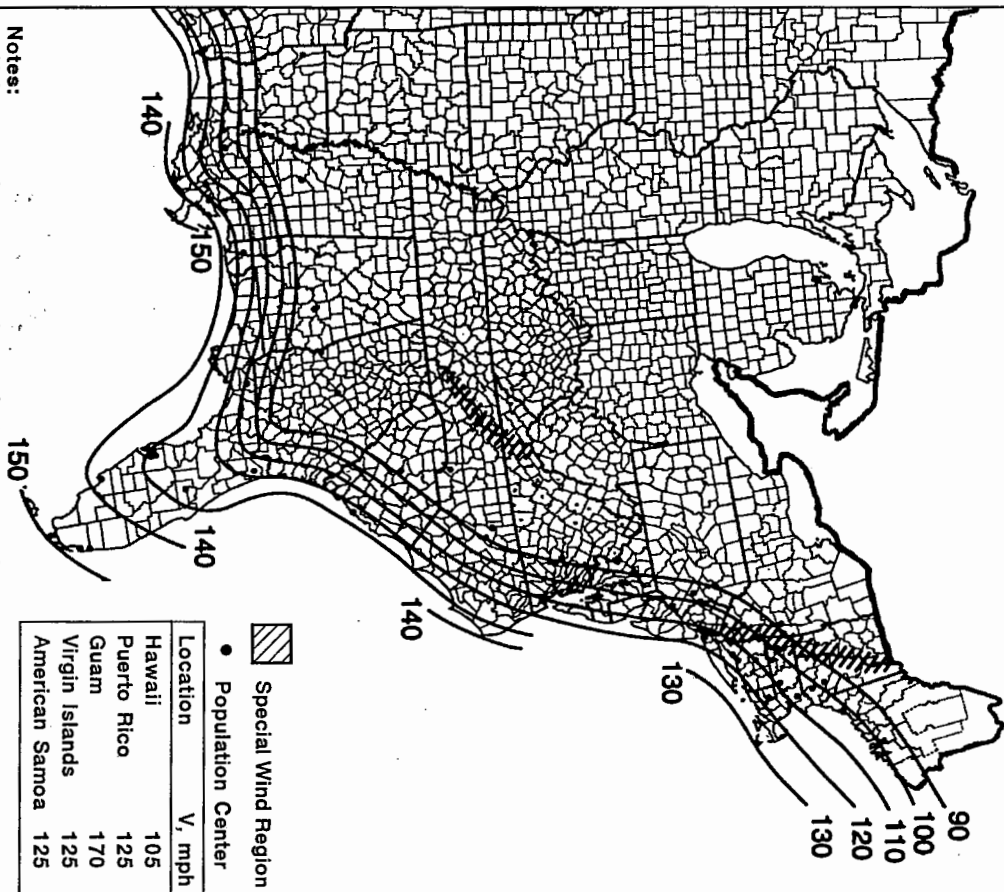 90
100
110
120
130
130
140
140
150
140
150
Special Wind Region
Population Center
Location V, mph
Hawaii 105
Puerto Rico 125
Guam 170
Virgin Islands 125
American Samoa 125
Notes: